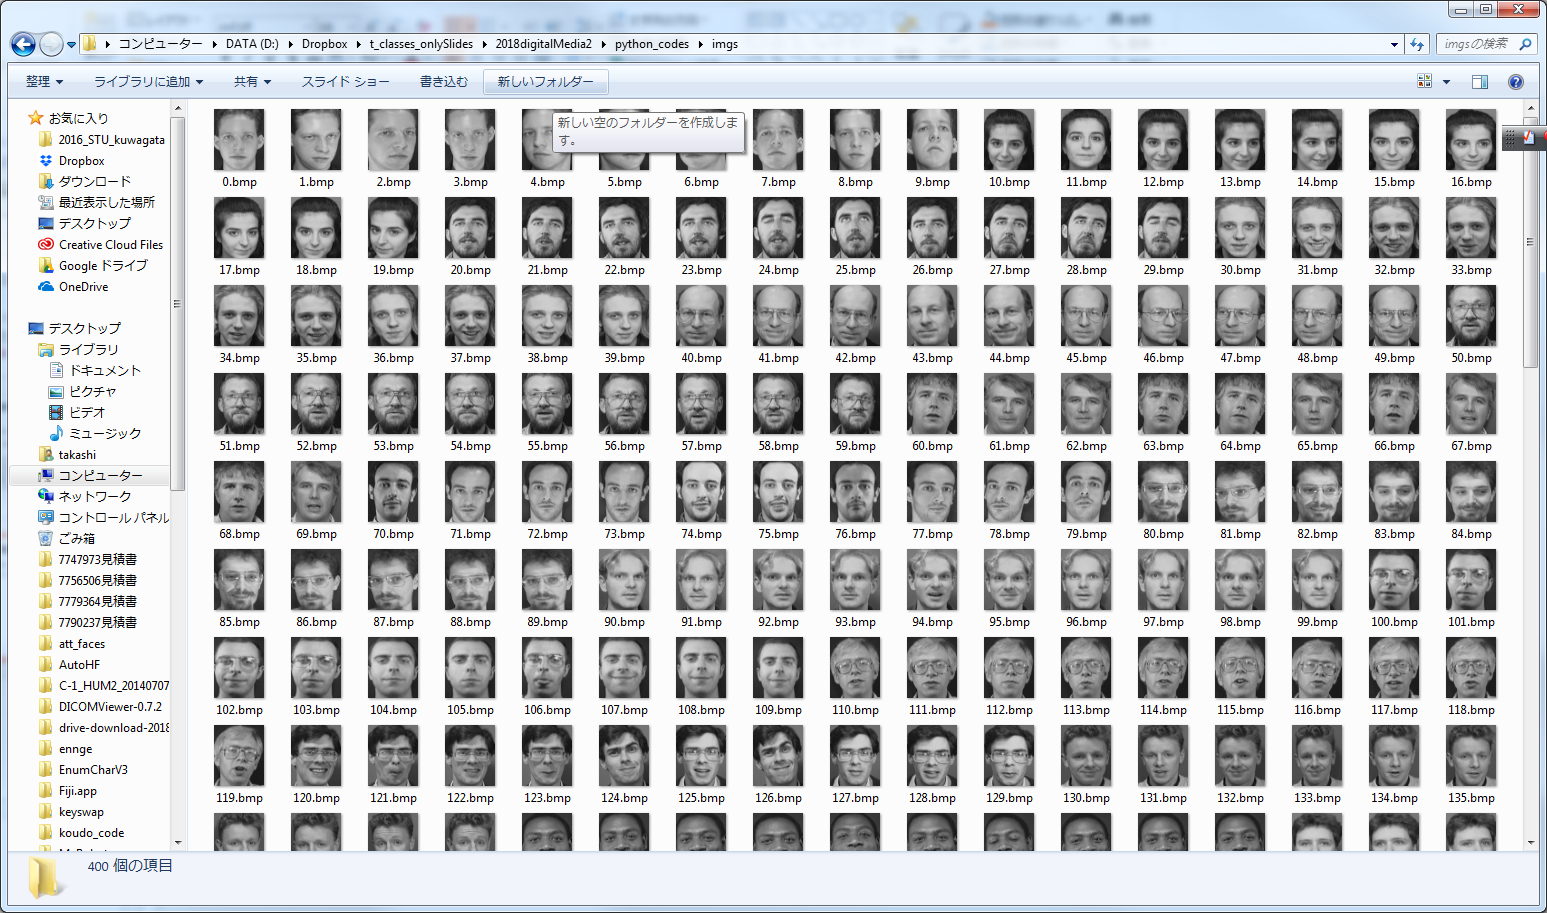 コンピューター ▸ DATA (D:) ▸ Dropbox ▸ t_classes_onlySlides ▸ 2018digitalMedia2 ▸ python_codes ▸ imgs
imgsの検索
整理 ライブラリに追加 共有 スライド ショー 書き込む 新しいフォルダー
新しい空のフォルダーを作成しま
す。
お気に入り
2016_STU_kuwagata
Dropbox
ダウンロード
最近表示した場所
デスクトップ
Creative Cloud Files
Google ドライブ
OneDrive
デスクトップ
ライブラリ
ドキュメント
ピクチャ
ビデオ
ミュージック
takashi
コンピューター
ネットワーク
コントロール パネル
ごみ箱
7747973見積書
7756506見積書
7779364見積書
7790237見積書
att_faces
AutoHF
C-1_HUM2_20140707
DICOMViewer-0.7.2
drive-download-2018
ennge
EnumCharV3
Fiji.app
keyswap
koudo_code
0.bmp 1.bmp 2.bmp 3.bmp 4.bmp 5.bmp 6.bmp 7.bmp 8.bmp 9.bmp 10.bmp 11.bmp 12.bmp 13.bmp 14.bmp 15.bmp 16.bmp
17.bmp 18.bmp 19.bmp 20.bmp 21.bmp 22.bmp 23.bmp 24.bmp 25.bmp 26.bmp 27.bmp 28.bmp 29.bmp 30.bmp 31.bmp 32.bmp 33.bmp
34.bmp 35.bmp 36.bmp 37.bmp 38.bmp 39.bmp 40.bmp 41.bmp 42.bmp 43.bmp 44.bmp 45.bmp 46.bmp 47.bmp 48.bmp 49.bmp 50.bmp
51.bmp 52.bmp 53.bmp 54.bmp 55.bmp 56.bmp 57.bmp 58.bmp 59.bmp 60.bmp 61.bmp 62.bmp 63.bmp 64.bmp 65.bmp 66.bmp 67.bmp
68.bmp 69.bmp 70.bmp 71.bmp 72.bmp 73.bmp 74.bmp 75.bmp 76.bmp 77.bmp 78.bmp 79.bmp 80.bmp 81.bmp 82.bmp 83.bmp 84.bmp
85.bmp 86.bmp 87.bmp 88.bmp 89.bmp 90.bmp 91.bmp 92.bmp 93.bmp 94.bmp 95.bmp 96.bmp 97.bmp 98.bmp 99.bmp 100.bmp 101.bmp
102.bmp 103.bmp 104.bmp 105.bmp 106.bmp 107.bmp 108.bmp 109.bmp 110.bmp 111.bmp 112.bmp 113.bmp 114.bmp 115.bmp 116.bmp 117.bmp 118.bmp
119.bmp 120.bmp 121.bmp 122.bmp 123.bmp 124.bmp 125.bmp 126.bmp 127.bmp 128.bmp 129.bmp 130.bmp 131.bmp 132.bmp 133.bmp 134.bmp 135.bmp
400 個の項目